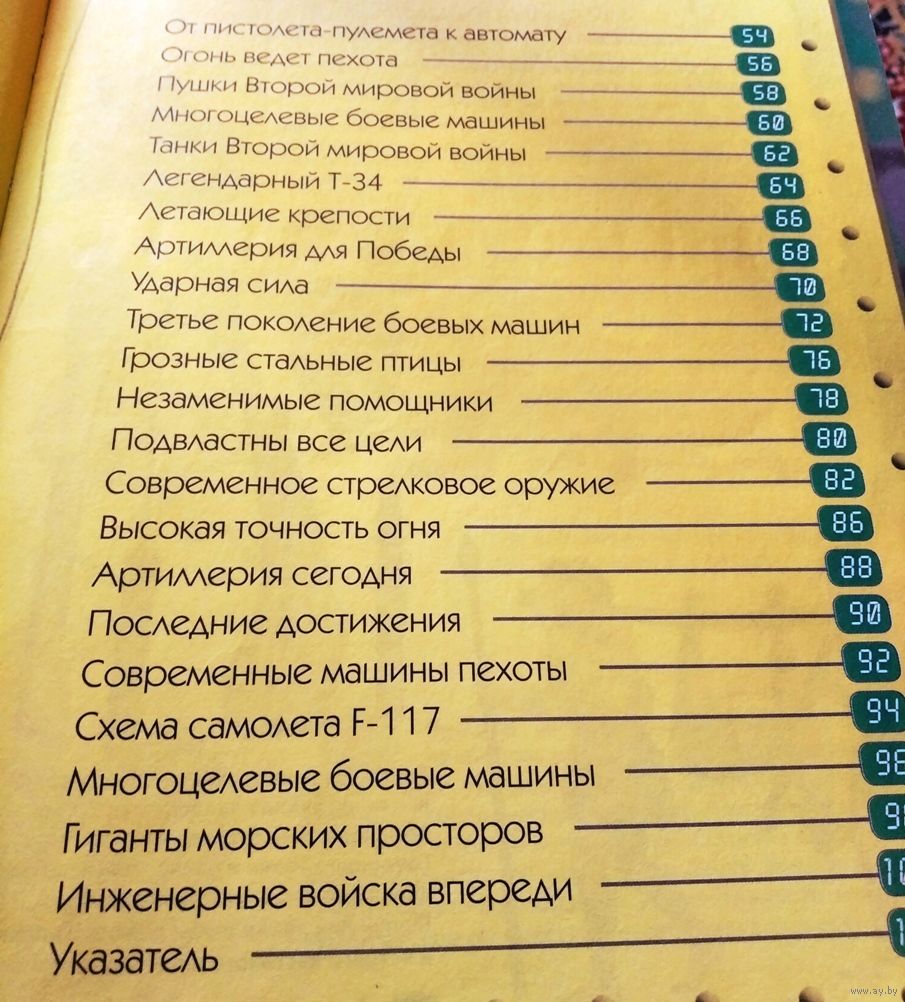 От пистолета-пулемета к автомату 54
Огонь ведет пехота 56
Пушки Второй мировой войны 58
Многоцелевые боевые машины 60
Танки Второй мировой войны 62
Легендарный Т-34 64
Летающие крепости 66
Артиллерия для Победы 68
Ударная сила 70
Третье поколение боевых машин 72
Грозные стальные птицы 76
Незаменимые помощники 78
Подвластны все цели 80
Современное стрелковое оружие 82
Высокая точность огня 86
Артиллерия сегодня 88
Последние достижения 90
Современные машины пехоты 92
Схема самолета F-117 94
Многоцелевые боевые машины
Гиганты морских просторов
Инженерные войска впереди
Указатель
www.ay.by